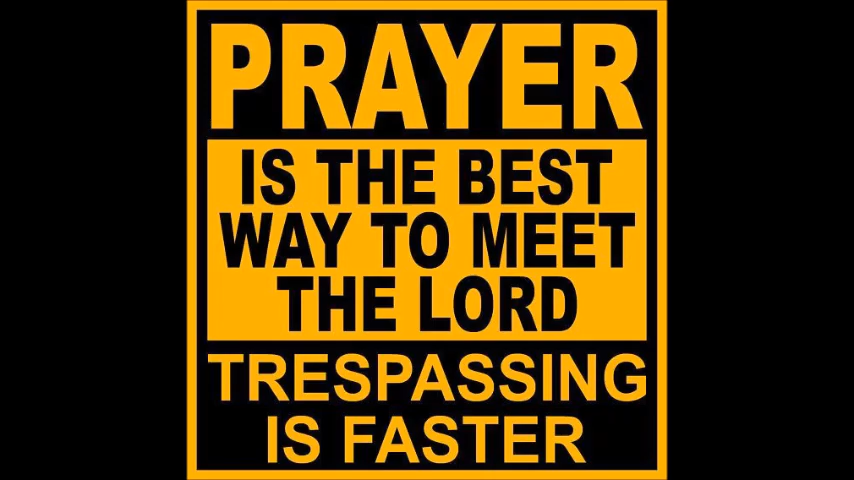 PRAYER
IS THE BEST
WAY TO MEET
THE LORD
TRESPASSING
IS FASTER